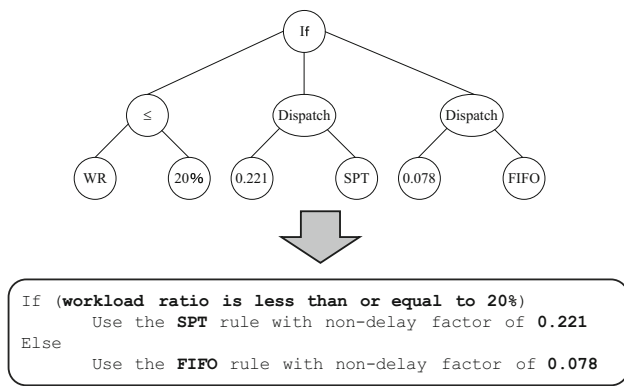 If
≤ Dispatch Dispatch
WR 20% 0.221 SPT 0.078 FIFO
If (workload ratio is less than or equal to 20%)
Use the SPT rule with non-delay factor of 0.221
Else
Use the FIFO rule with non-delay factor of 0.078